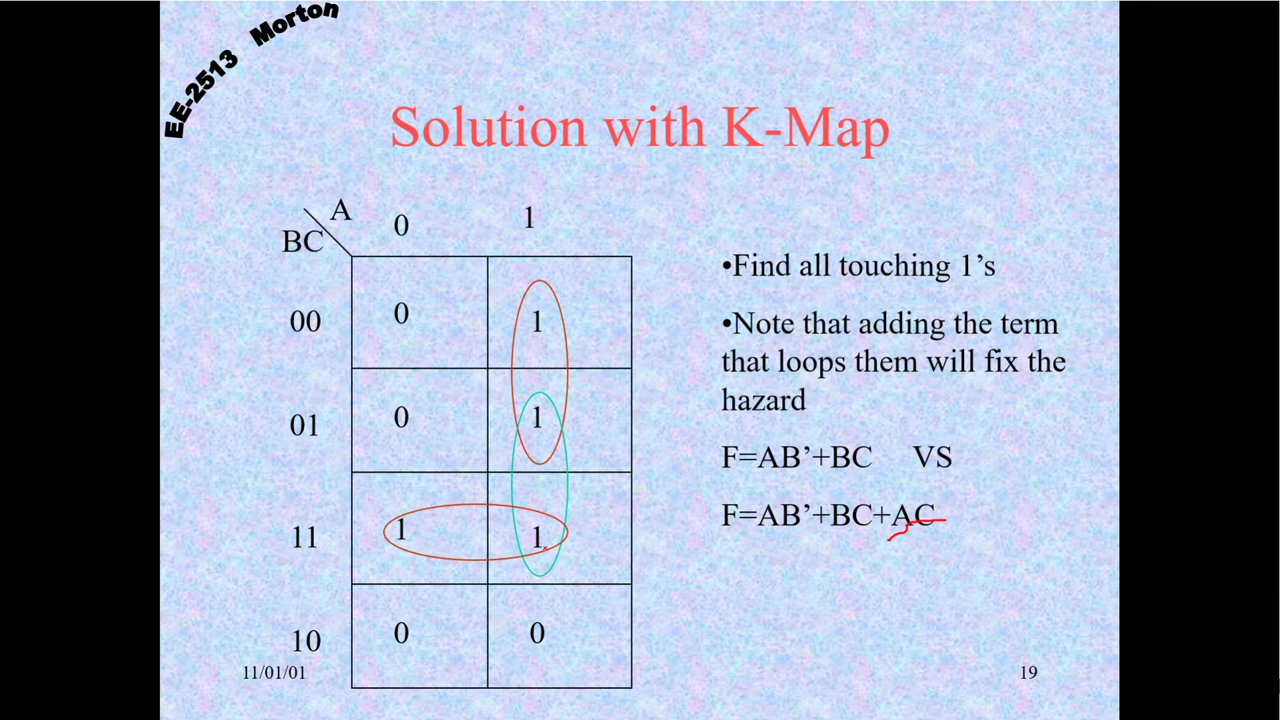 EE-2513 Morton
Solution with K-Map
A
BC
0 1
00 0 1
01 0 1
11 1 1
10 0 0
•Find all touching 1’s
•Note that adding the term
that loops them will fix the
hazard
F=AB’+BC VS
F=AB’+BC+AC
11/01/01
19